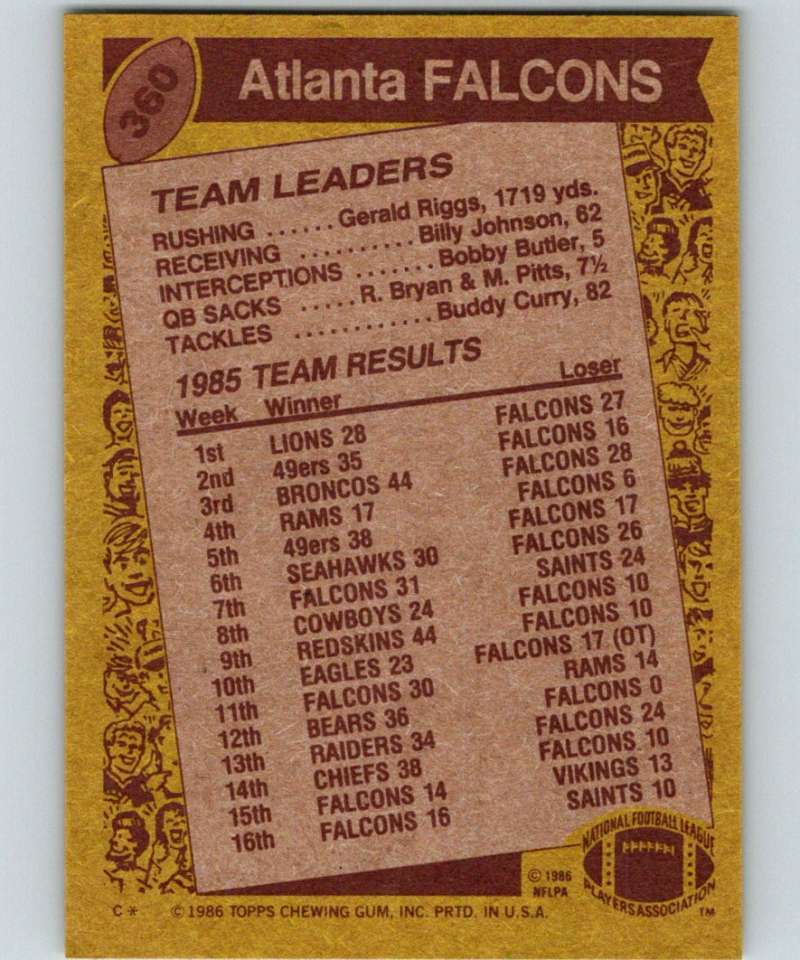 360
Atlanta FALCONS
TEAM LEADERS
RUSHING ...... Gerald Riggs, 1719 yds.
RECEIVING .......... Billy Johnson, 62
INTERCEPTIONS ....... Bobby Butler, 5
QB SACKS ..... R. Bryan & M. Pitts, 7½
TACKLES ............ Buddy Curry, 82
1985 TEAM RESULTS
Week Winner Loser
1st LIONS 28 FALCONS 27
2nd 49ers 35 FALCONS 16
3rd BRONCOS 44 FALCONS 28
4th RAMS 17 FALCONS 6
5th 49ers 38 FALCONS 17
6th SEAHAWKS 30 FALCONS 26
7th FALCONS 31 SAINTS 24
8th COWBOYS 24 FALCONS 10
9th REDSKINS 44 FALCONS 10
10th EAGLES 23 FALCONS 17 (OT)
11th FALCONS 30 RAMS 14
12th BEARS 36 FALCONS 0
13th RAIDERS 34 FALCONS 24
14th CHIEFS 38 FALCONS 10
15th FALCONS 14 VIKINGS 13
16th FALCONS 16 SAINTS 10
© 1986
NFLPA
NATIONAL FOOTBALL LEAGUE
PLAYERS ASSOCIATION
TM
C* © 1986 TOPPS CHEWING GUM, INC. PRTD. IN U.S.A.